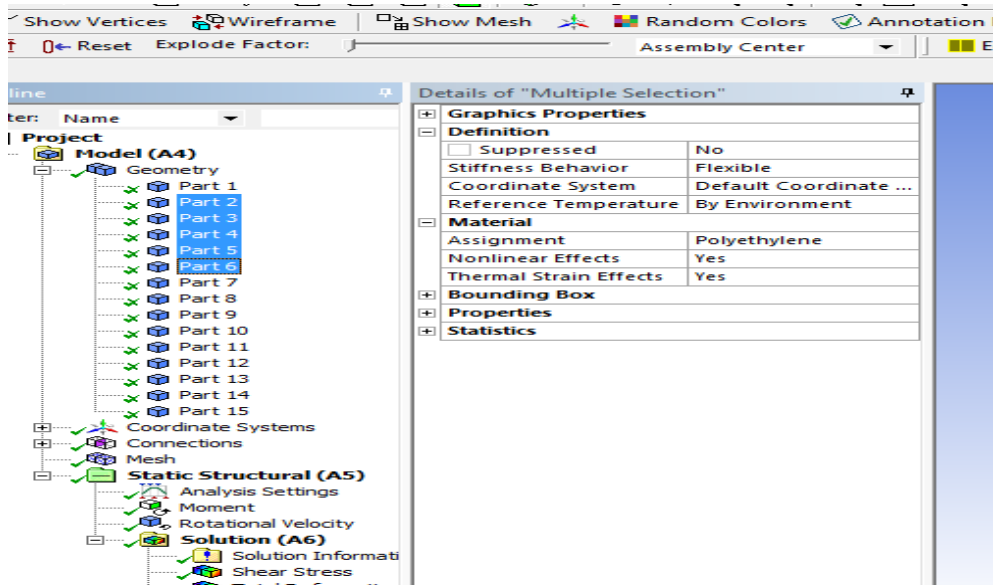 Show Vertices Wireframe Show Mesh Random Colors Annotation
Reset Explode Factor: Assembly Center E
line
ter: Name
Project
Model (A4)
Geometry
Part 1
Part 2
Part 3
Part 4
Part 5
Part 6
Part 7
Part 8
Part 9
Part 10
Part 11
Part 12
Part 13
Part 14
Part 15
Coordinate Systems
Connections
Mesh
Static Structural (A5)
Analysis Settings
Moment
Rotational Velocity
Solution (A6)
Solution Informati
Shear Stress
Details of "Multiple Selection"
Graphics Properties
Definition
Suppressed No
Stiffness Behavior Flexible
Coordinate System Default Coordinate ...
Reference Temperature By Environment
Material
Assignment Polyethylene
Nonlinear Effects Yes
Thermal Strain Effects Yes
Bounding Box
Properties
Statistics